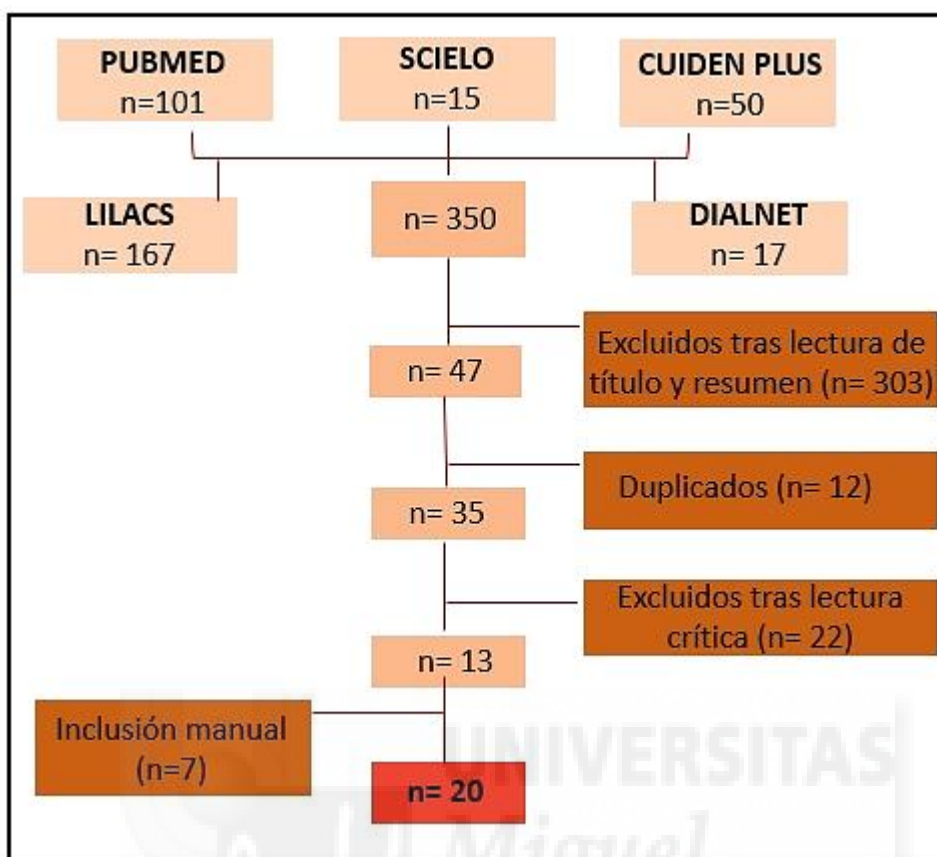 PUBMED
n=101
SCIELO
n=15
CUIDEN PLUS
n=50
LILACS
n= 167
n= 350
DIALNET
n= 17
Excluidos tras lectura de
título y resumen (n= 303)
n= 47
Duplicados (n= 12)
n= 35
Excluidos tras lectura
crítica (n= 22)
n= 13
Inclusión manual
(n=7)
n= 20
UNIVERSITAS
Miguel